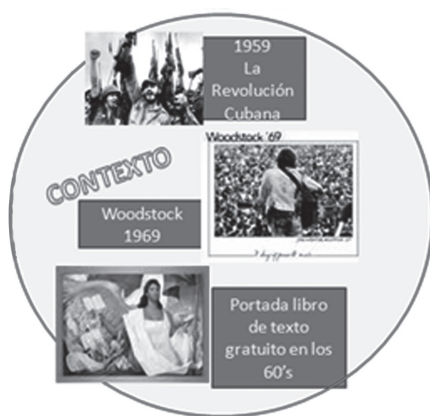 1959
La
Revolución
Cubana
Woodstock '69
CONTEXTO
Woodstock
1969
Portada libro
de texto
gratuito en los
60's